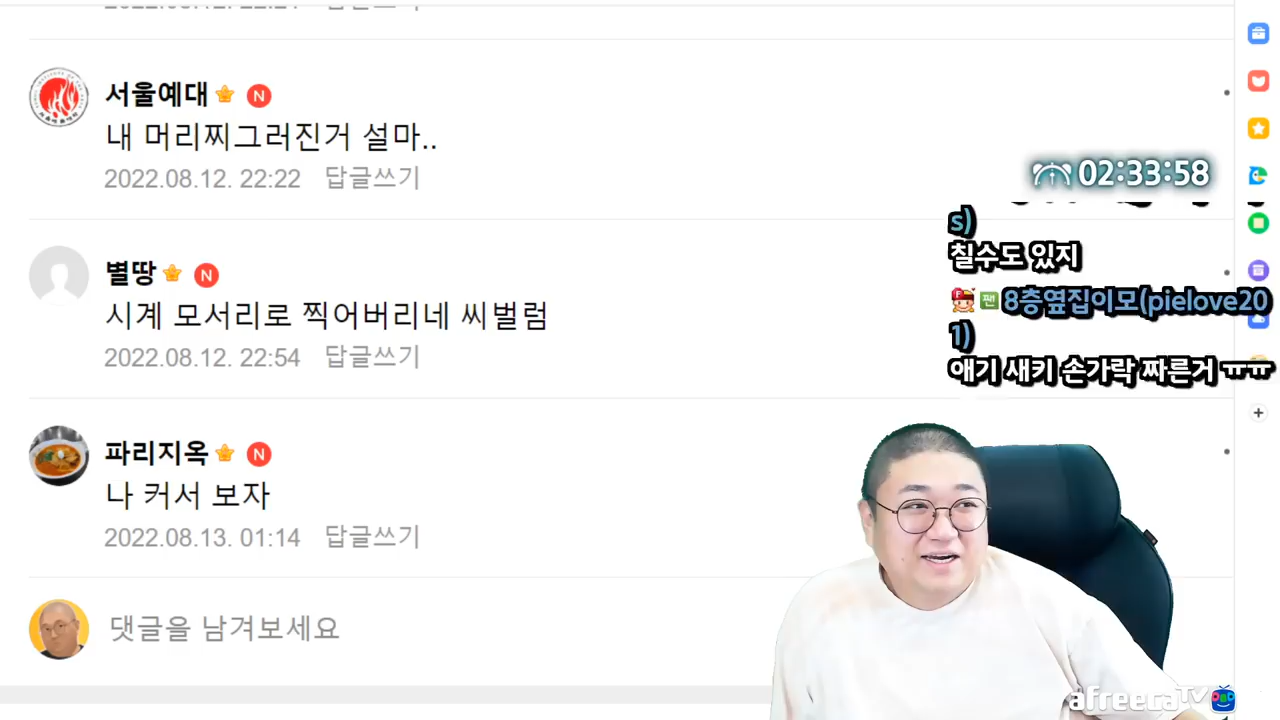 서울예대
N
내 머리찌그러진거 설마..
2022.08.12. 22:22 답글쓰기
별땅
N
시계 모서리로 찍어버리네 씨벌럼
2022.08.12. 22:54 답글쓰기
파리지옥
N
나 커서 보자
2022.08.13. 01:14 답글쓰기
댓글을 남겨보세요
02:33:58
s)
칠수도 있지
F 팬 8층옆집이모(pielove20
1)
얘기 새키 손가락 짜른거 ㅠㅠ
afreecaTV